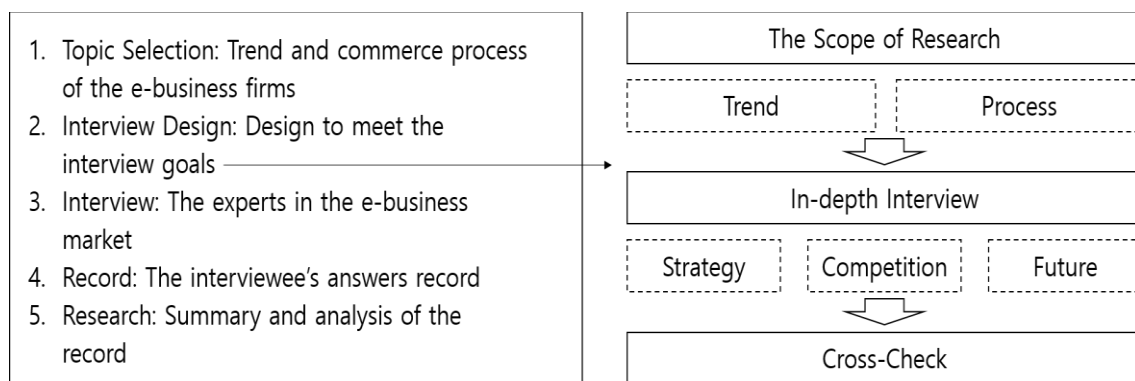 1. Topic Selection: Trend and commerce process
of the e-business firms
2. Interview Design: Design to meet the
interview goals
3. Interview: The experts in the e-business
market
4. Record: The interviewee's answers record
5. Research: Summary and analysis of the
record
The Scope of Research
Trend
Process
In-depth Interview
Strategy
Competition
Future
Cross-Check